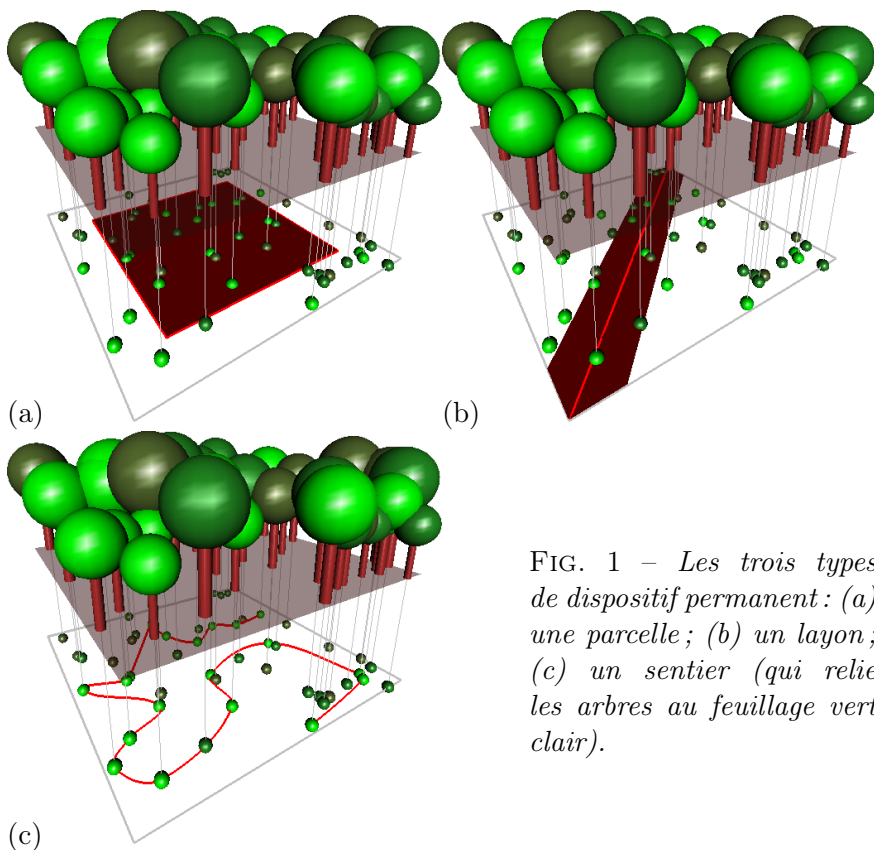 (a)
(b)
(c)
FIG. 1 – Les trois types
de dispositif permanent : (a)
une parcelle ; (b) un layon ;
(c) un sentier (qui relie
les arbres au feuillage vert
clair).